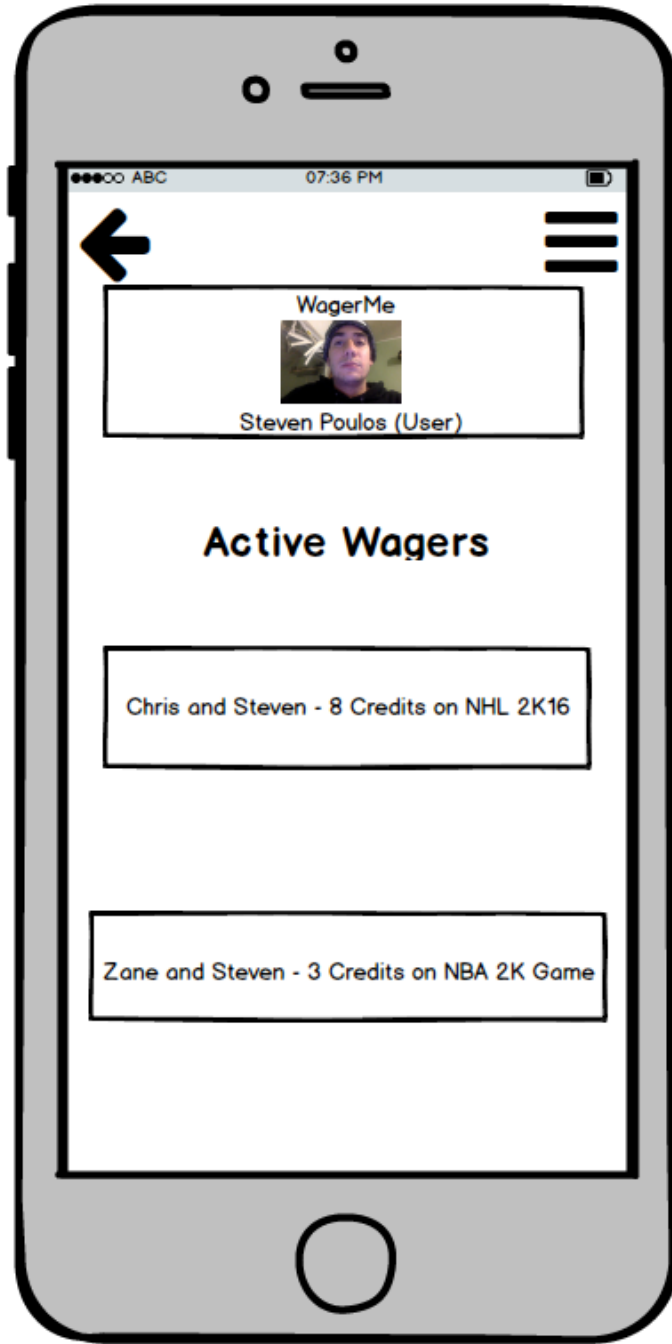 ABC 07:36 PM
WagerMe
Steven Poulos (User)
Active Wagers
Chris and Steven - 8 Credits on NHL 2K16
Zane and Steven - 3 Credits on NBA 2K Game